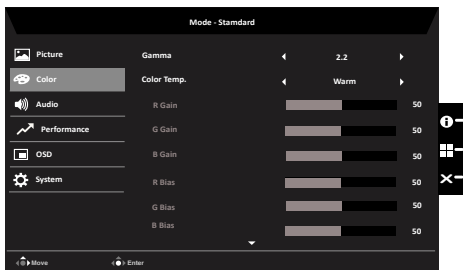 Mode - Stamdard
Picture
Color
Audio
Performance
OSD
System
Gamma 2.2
Color Temp. Warm
R Gain 50
G Gain 50
B Gain 50
R Bias 50
G Bias 50
B Bias 50
Move Enter